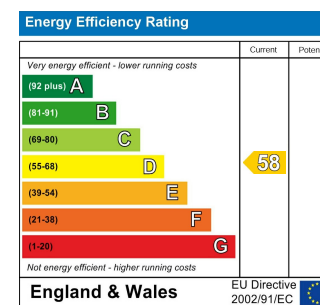 Energy Efficiency Rating
Current Poten
Very energy efficient - lower running costs
(92 plus) A
(81-91) B
(69-80) C
(55-68) D 58
(39-54) E
(21-38) F
(1-20) G
Not energy efficient - higher running costs
England & Wales
EU Directive
2002/91/EC